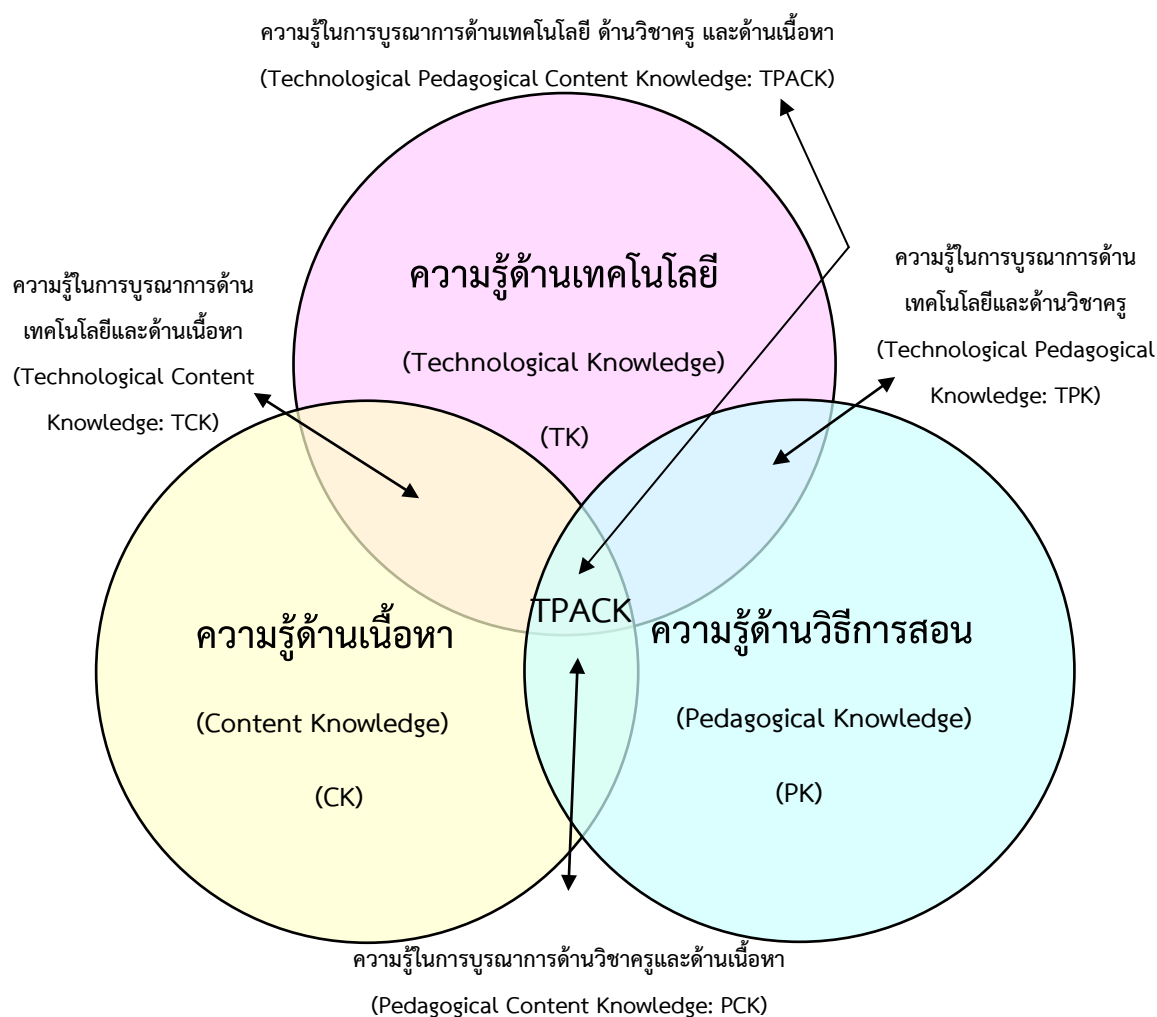 ความรู้ในการบูรณาการด้านเทคโนโลยี ด้านวิชาครู และด้านเนื้อหา
(Technological Pedagogical Content Knowledge: TPACK)
ความรู้ด้านเทคโนโลยี
(Technological Knowledge)
(TK)
ความรู้ในการบูรณาการด้าน
เทคโนโลยีและด้านเนื้อหา
(Technological Content
Knowledge: TCK)
ความรู้ในการบูรณาการด้าน
เทคโนโลยีและด้านวิชาครู
(Technological Pedagogical
Knowledge: TPK)
TPACK
ความรู้ด้านเนื้อหา
(Content Knowledge)
(CK)
ความรู้ด้านวิธีการสอน
(Pedagogical Knowledge)
(PK)
ความรู้ในการบูรณาการด้านวิชาครูและด้านเนื้อหา
(Pedagogical Content Knowledge: PCK)